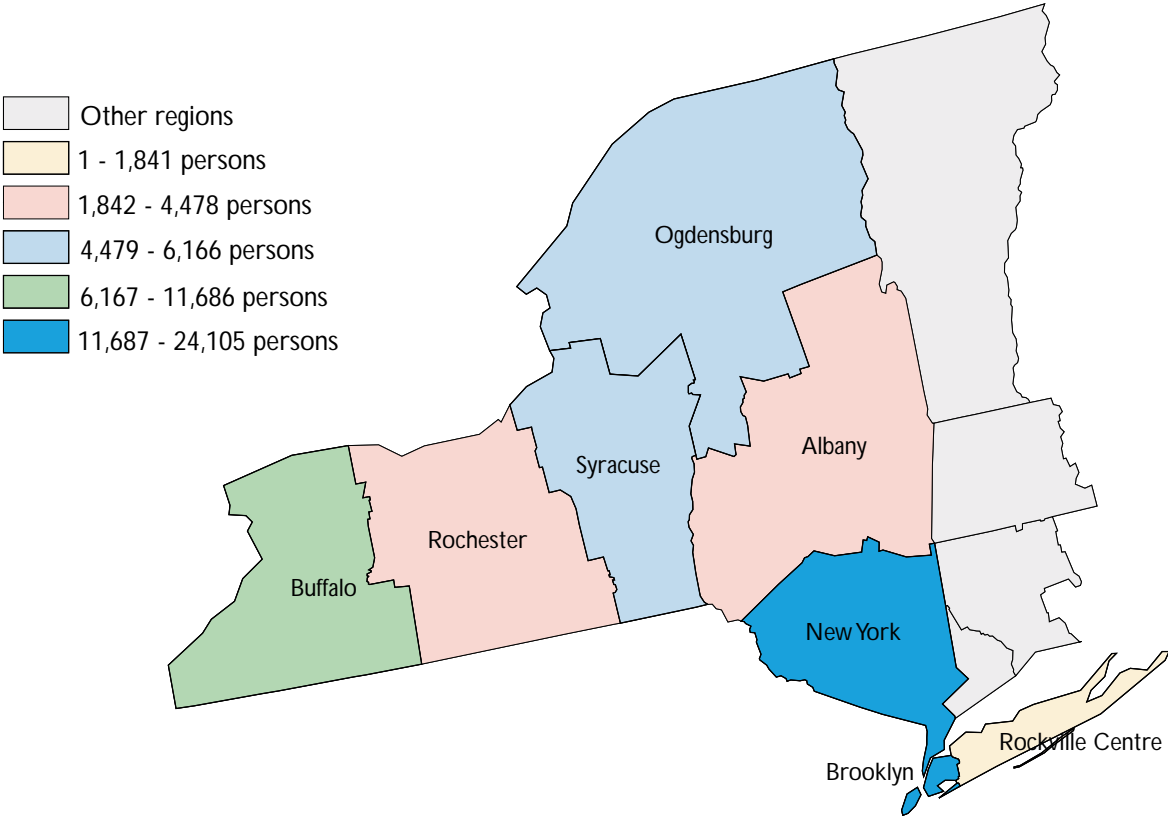 Other regions
1 - 1,841 persons
1,842 - 4,478 persons
4,479 - 6,166 persons
6,167 - 11,686 persons
11,687 - 24,105 persons
Ogdensburg
Albany
Syracuse
Rochester
Buffalo
New York
Rockville Centre
Brooklyn